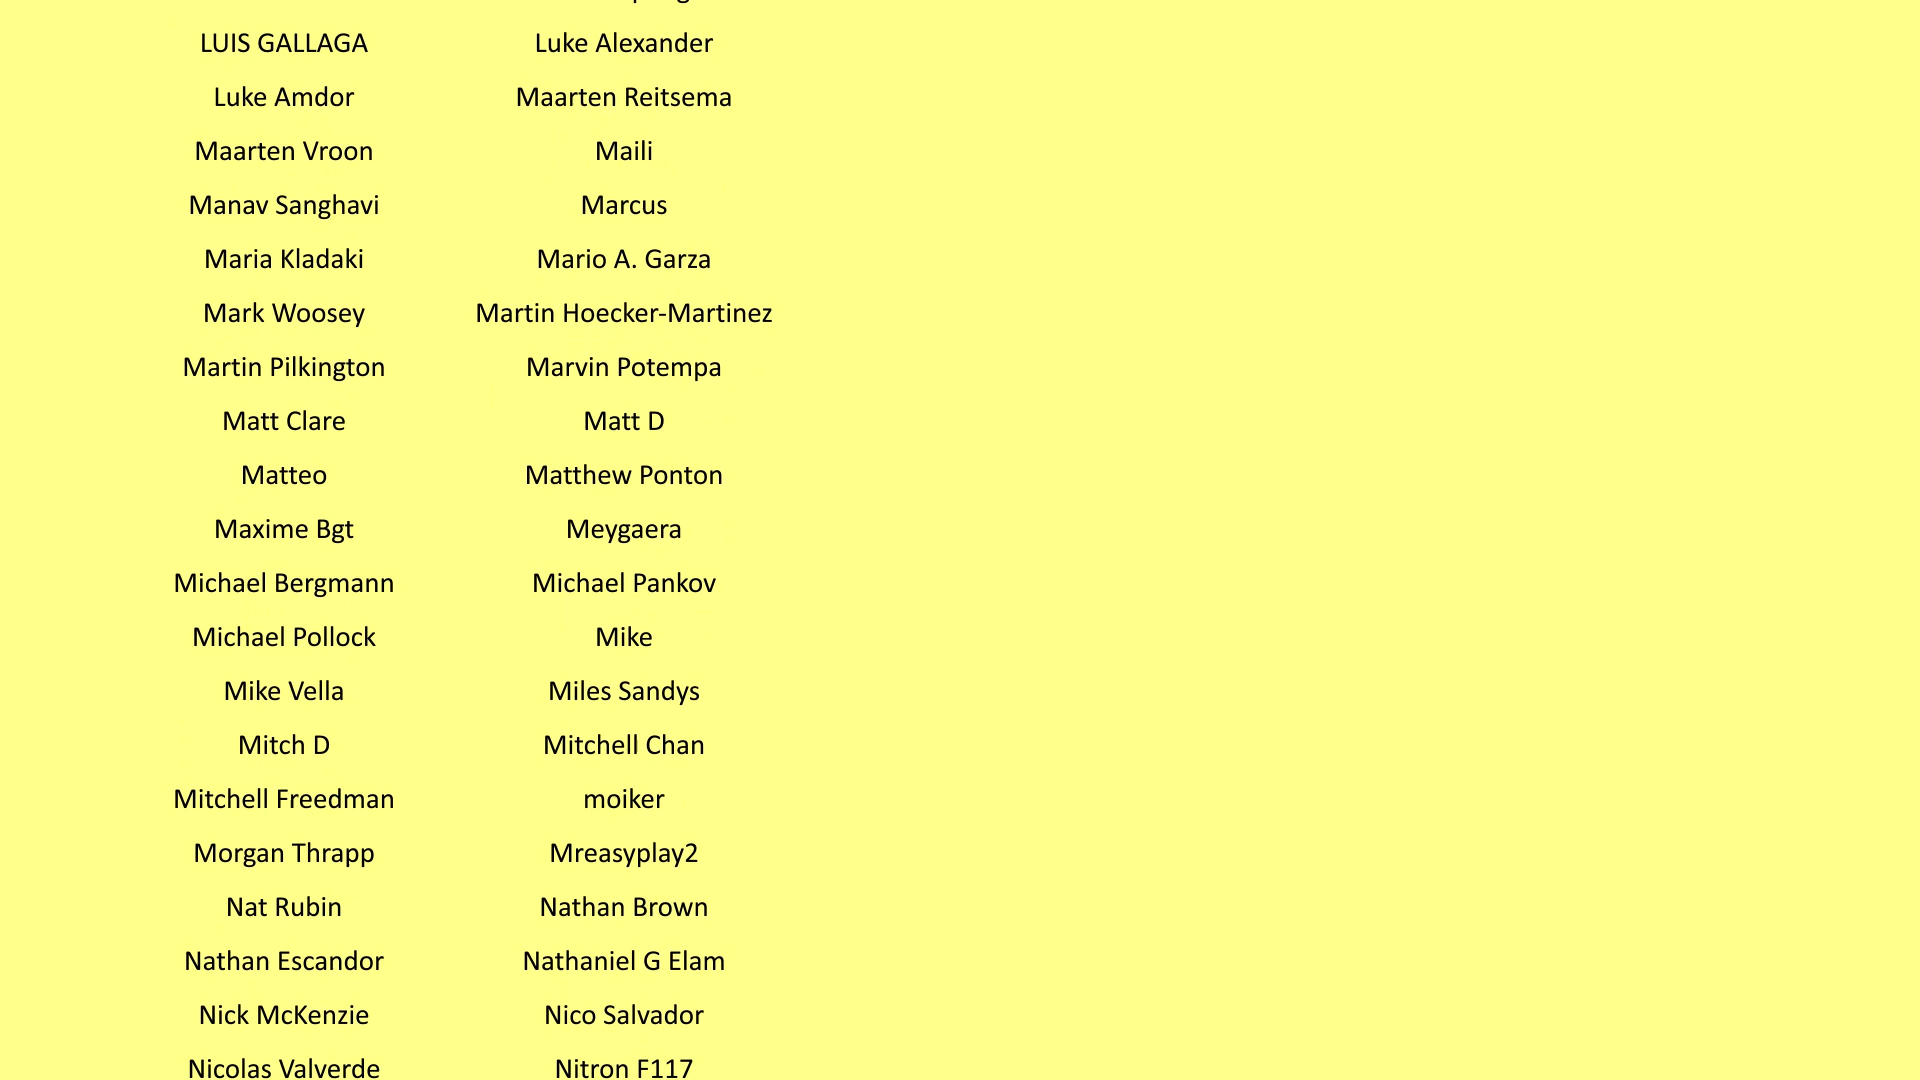 LUIS GALLAGA Luke Alexander
Luke Amdor Maarten Reitsema
Maarten Vroon Maili
Manav Sanghavi Marcus
Maria Kladaki Mario A. Garza
Mark Woosey Martin Hoecker-Martinez
Martin Pilkington Marvin Potempa
Matt Clare Matt D
Matteo Matthew Ponton
Maxime Bgt Meygaera
Michael Bergmann Michael Pankov
Michael Pollock Mike
Mike Vella Miles Sandys
Mitch D Mitchell Chan
Mitchell Freedman moiker
Morgan Thrapp Mreasyplay2
Nat Rubin Nathan Brown
Nathan Escandor Nathaniel G Elam
Nick McKenzie Nico Salvador
Nicolas Valverde Nitron F117